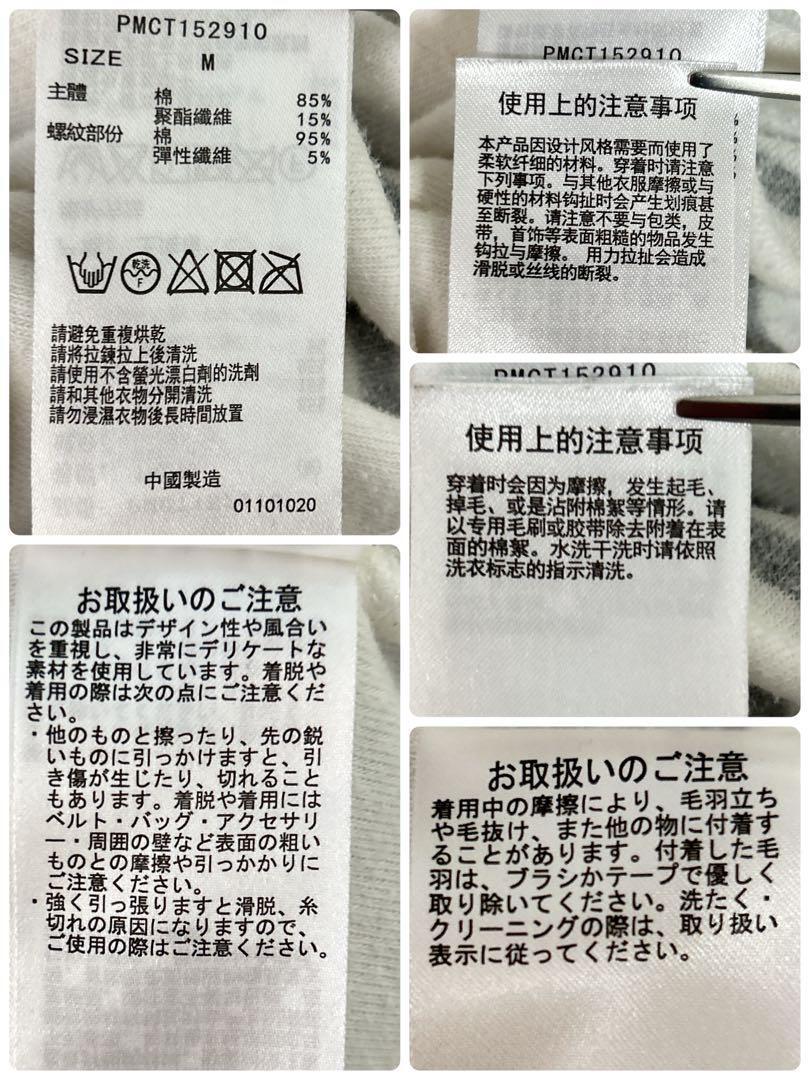 PMCT152910
SIZE M
主體 棉 85%
聚酯纖維 15%
螺紋部份 棉 95%
彈性纖維 5%
乾洗
F
請避免重複烘乾
請將拉鍊拉上後清洗
請使用不含螢光漂白劑的洗劑
請和其他衣物分開清洗
請勿浸濕衣物後長時間放置
中國製造
01101020
PMCT152910
使用上的注意事项
本产品因设计风格需要而使用了
柔软纤细的材料。穿着时请注意
下列事项。与其他衣服摩擦或与
硬性的材料钩扯时会产生划痕甚
至断裂。请注意不要与包类，皮
带，首饰等表面粗糙的物品发生
钩拉与摩擦。用力拉扯会造成
滑脱或丝线的断裂。
PMCT152910
使用上的注意事项
穿着时会因为摩擦，发生起毛、
掉毛、或是沾附棉絮等情形。请
以专用毛刷或胶带除去附着在表
面的棉絮。水洗干洗时请依照
洗衣标志的指示清洗。
お取扱いのご注意
この製品はデザイン性や風合い
を重視し、非常にデリケートな
素材を使用しています。着脱や
着用の際は次の点にご注意くだ
さい。
・他のものと擦ったり、先の鋭
いものに引っかけますと、引
き傷が生じたり、切れること
もあります。着脱や着用には
ベルト・バッグ・アクセサリ
ー・周囲の壁など表面の粗い
ものとの摩擦や引っかかりに
ご注意ください。
・強く引っ張りますと滑脱、糸
切れの原因になりますので、
ご使用の際はご注意ください。
お取扱いのご注意
着用中の摩擦により、毛羽立ち
や毛抜け、また他の物に付着す
ることがあります。付着した毛
羽は、ブラシかテープで優しく
取り除いてください。洗たく・
クリーニングの際は、取り扱い
表示に従ってください。